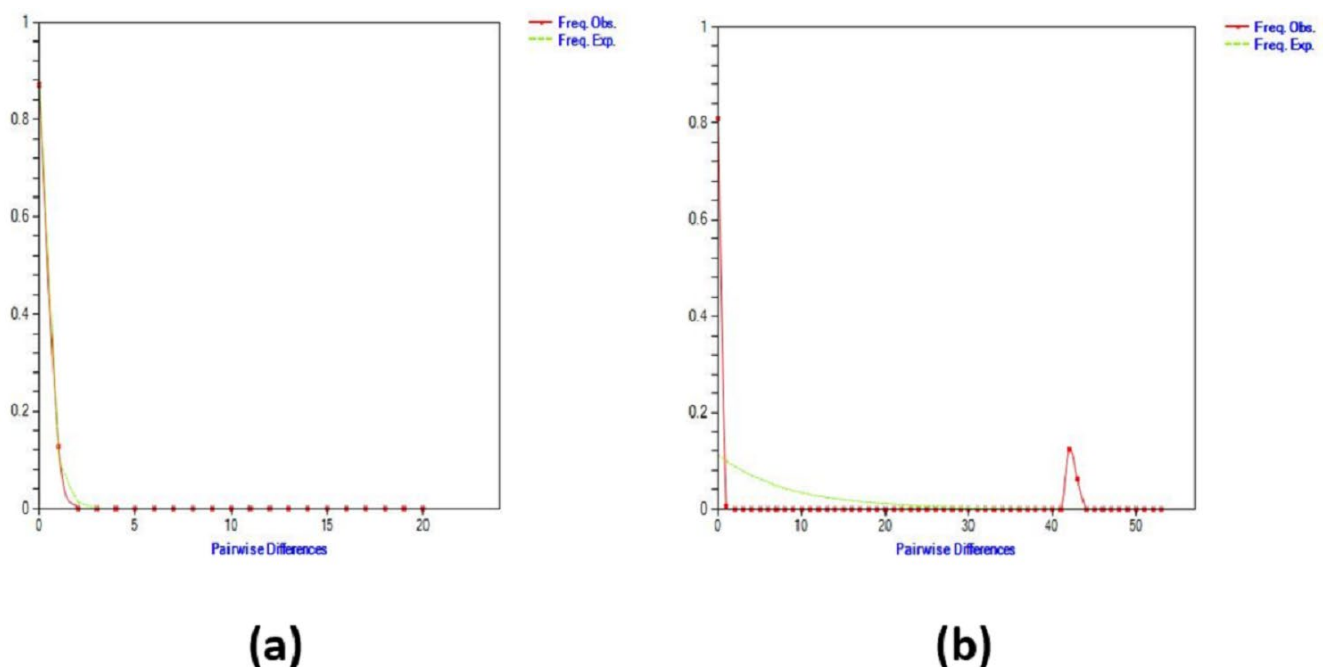 1
0.8
0.6
0.4
0.2
0
0 5 10 15 20
Pairwise Differences
Freq. Obs.
Freq. Exp.
(a)
1
0.8
0.6
0.4
0.2
0
0 10 20 30 40 50
Pairwise Differences
Freq. Obs.
Freq. Exp.
(b)